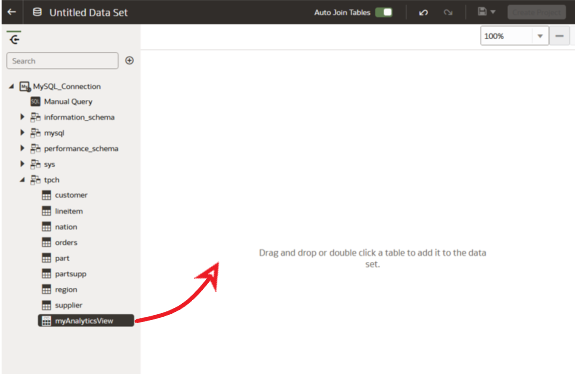 Untitled Data Set
Auto Join Tables
100%
Search
MySQL_Connection
SQL Manual Query
information_schema
mysql
performance_schema
sys
tpch
customer
lineitem
nation
orders
part
partsupp
region
supplier
myAnalyticsView
Drag and drop or double click a table to add it to the data
set.